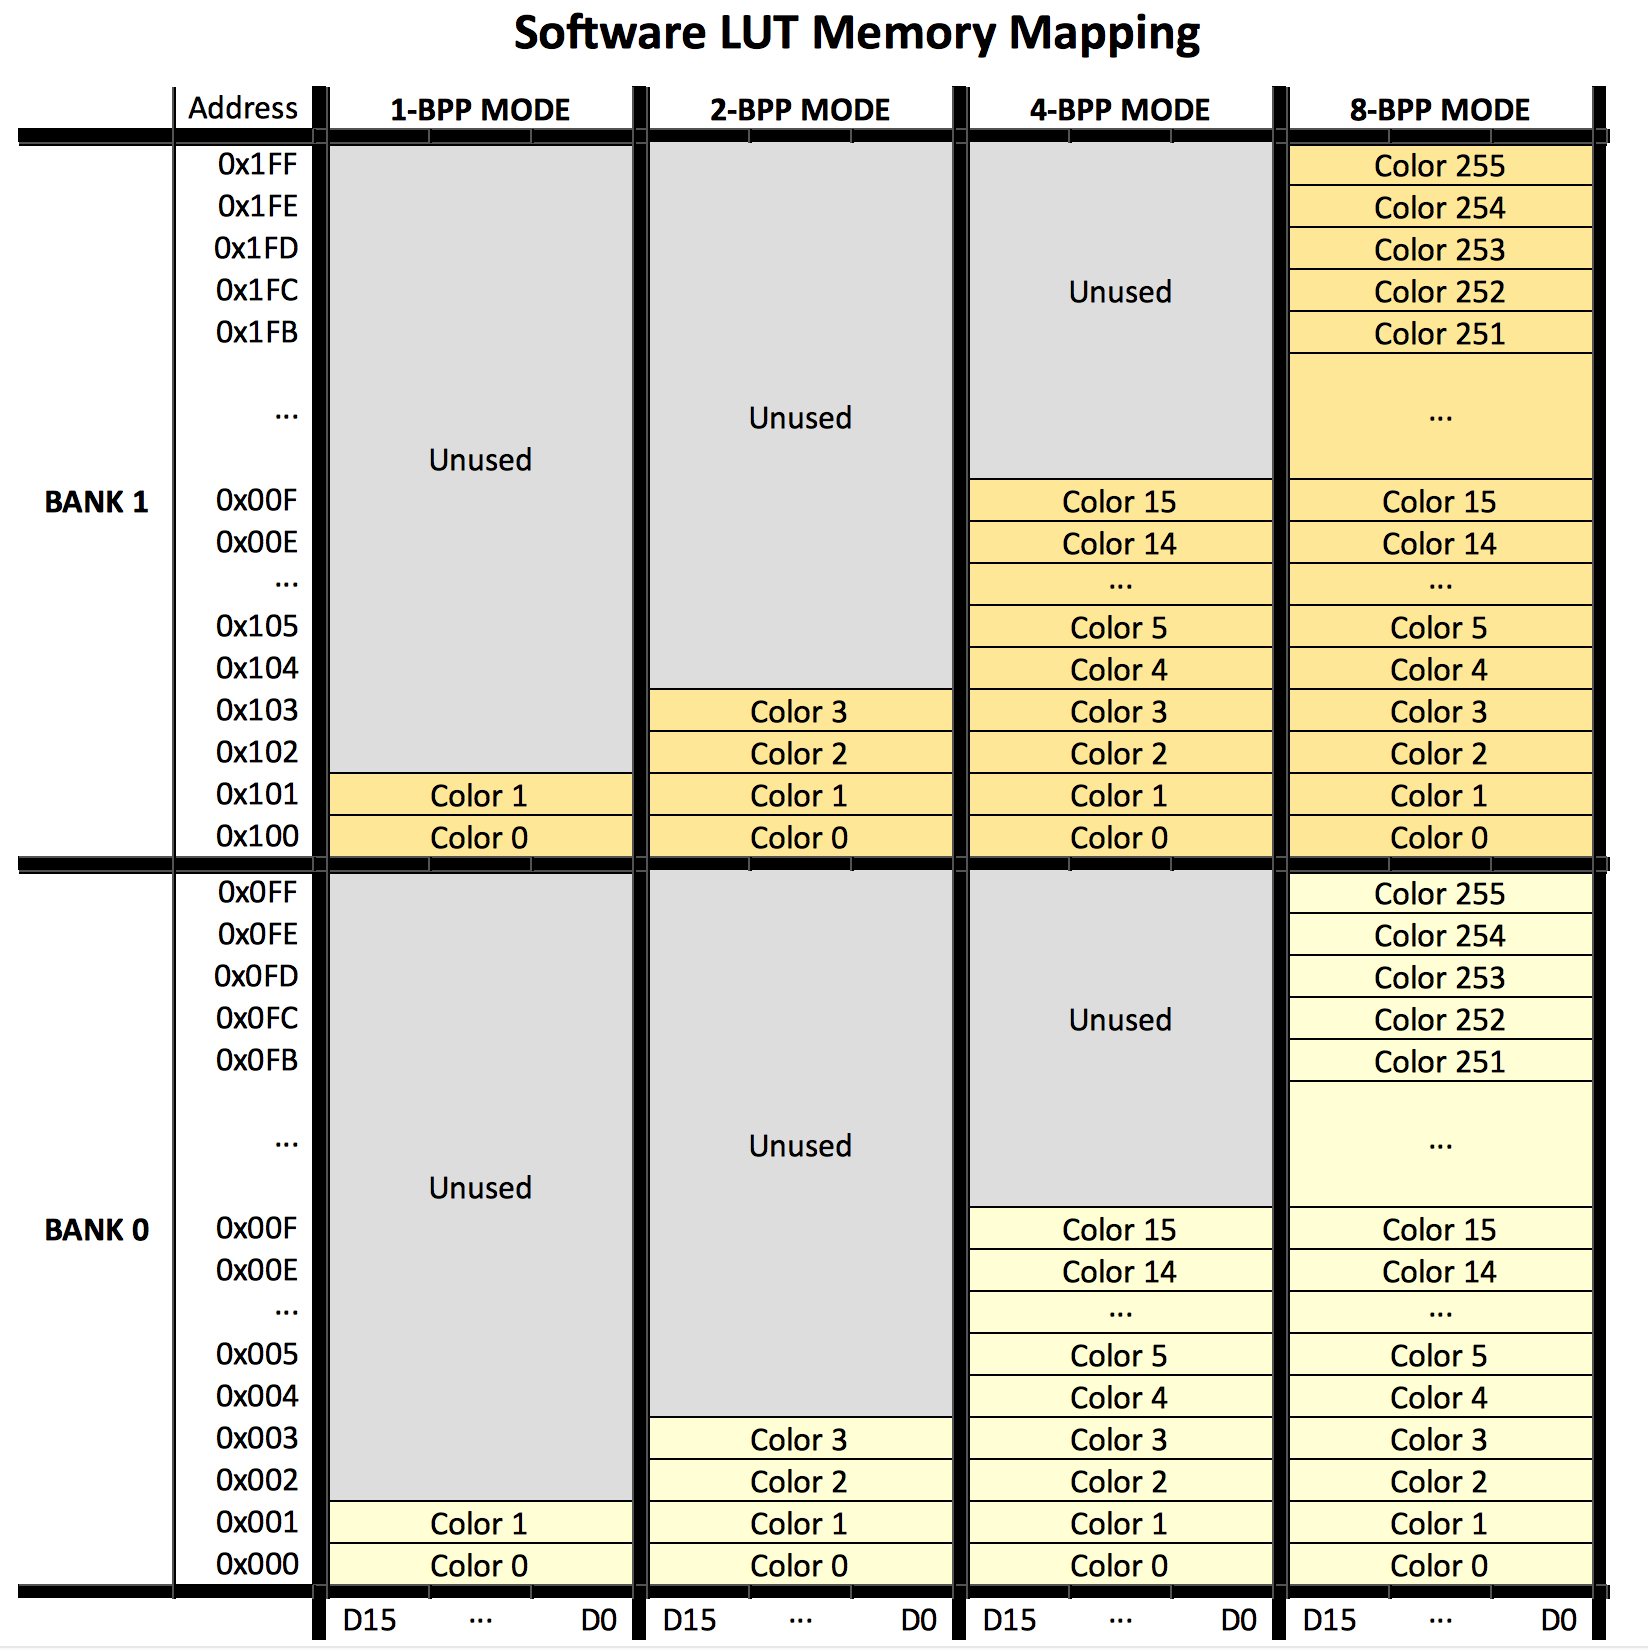 Software LUT Memory Mapping
Address 1-BPP MODE 2-BPP MODE 4-BPP MODE 8-BPP MODE
0x1FF Color 255
0x1FE Color 254
0x1FD Color 253
0x1FC Unused Color 252
0x1FB Color 251
... Unused ...
Unused
BANK 1 0x00F Color 15 Color 15
0x00E Color 14 Color 14
... ... ...
0x105 Color 5 Color 5
0x104 Color 4 Color 4
0x103 Color 3 Color 3 Color 3
0x102 Color 2 Color 2 Color 2
0x101 Color 1 Color 1 Color 1 Color 1
0x100 Color 0 Color 0 Color 0 Color 0
0x0FF Color 255
0x0FE Color 254
0x0FD Color 253
0x0FC Unused Color 252
0x0FB Color 251
... Unused ...
Unused
BANK 0 0x00F Color 15 Color 15
0x00E Color 14 Color 14
... ... ...
0x005 Color 5 Color 5
0x004 Color 4 Color 4
0x003 Color 3 Color 3 Color 3
0x002 Color 2 Color 2 Color 2
0x001 Color 1 Color 1 Color 1 Color 1
0x000 Color 0 Color 0 Color 0 Color 0
D15 ... D0 D15 ... D0 D15 ... D0 D15 ... D0